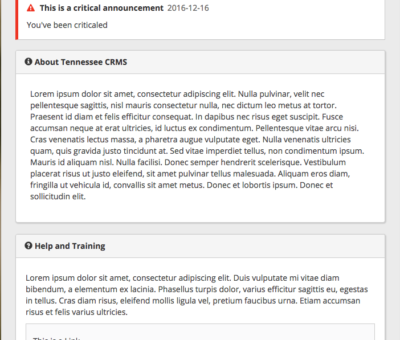 This is a critical announcement 2016-12-16
You've been criticaled
About Tennessee CRMS
Lorem ipsum dolor sit amet, consectetur adipiscing elit. Nulla pulvinar, velit nec
pellentesque sagittis, nisl mauris consectetur nulla, nec dictum leo metus at tortor.
Praesent id diam et felis efficitur consequat. In dapibus nec risus eget suscipit. Fusce
accumsan neque at erat ultricies, id luctus ex condimentum. Pellentesque vitae arcu nisi.
Cras venenatis lectus massa, a pharetra augue vulputate eget. Nulla venenatis ultricies
quam, quis gravida justo tincidunt at. Sed vitae imperdiet tellus, non condimentum ipsum.
Mauris id aliquam nisl. Nulla facilisi. Donec semper hendrerit scelerisque. Vestibulum
placerat risus ut justo eleifend, sit amet pulvinar tellus malesuada. Aliquam eros diam,
fringilla ut vehicula id, convallis sit amet metus. Donec et lobortis ipsum. Donec et
sollicitudin elit.
Help and Training
Lorem ipsum dolor sit amet, consectetur adipiscing elit. Duis vulputate mi vitae diam
bibendum, a elementum ex lacinia. Phasellus turpis dolor, varius efficitur sagittis eu, egestas
in tellus. Cras diam risus, eleifend mollis ligula vel, pretium faucibus urna. Etiam accumsan
risus et felis varius ultricies.
This is a Link